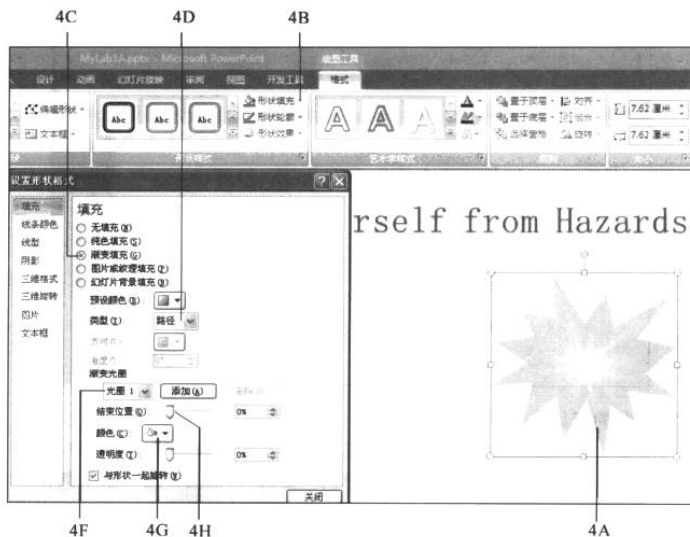 4C
4D
4B
MyLab1A.pptx - Microsoft PowerPoint
绘图工具
设计 动画 幻灯片放映 审阅 视图 开发工具 格式
编辑形状
文本框
Abc Abc Abc
形状填充
形状轮廓
形状效果
形状样式
A A A
A
艺术字样式
置于顶层 对齐
置于底层 组合
选择窗格 旋转
排列
7.62 厘米
7.62 厘米
大小
设置形状格式
填充
线条颜色
线型
阴影
三维格式
三维旋转
图片
文本框
填充
无填充(N)
纯色填充(S)
渐变填充(G)
图片或纹理填充(P)
幻灯片背景填充(B)
预设颜色(R):
类型(Y): 路径
渐变光圈
光圈 1 添加(A)
结束位置(O): 0%
颜色(C):
透明度(T): 0%
与形状一起旋转(W)
关闭
rself from Hazards
4F
4G
4H
4A